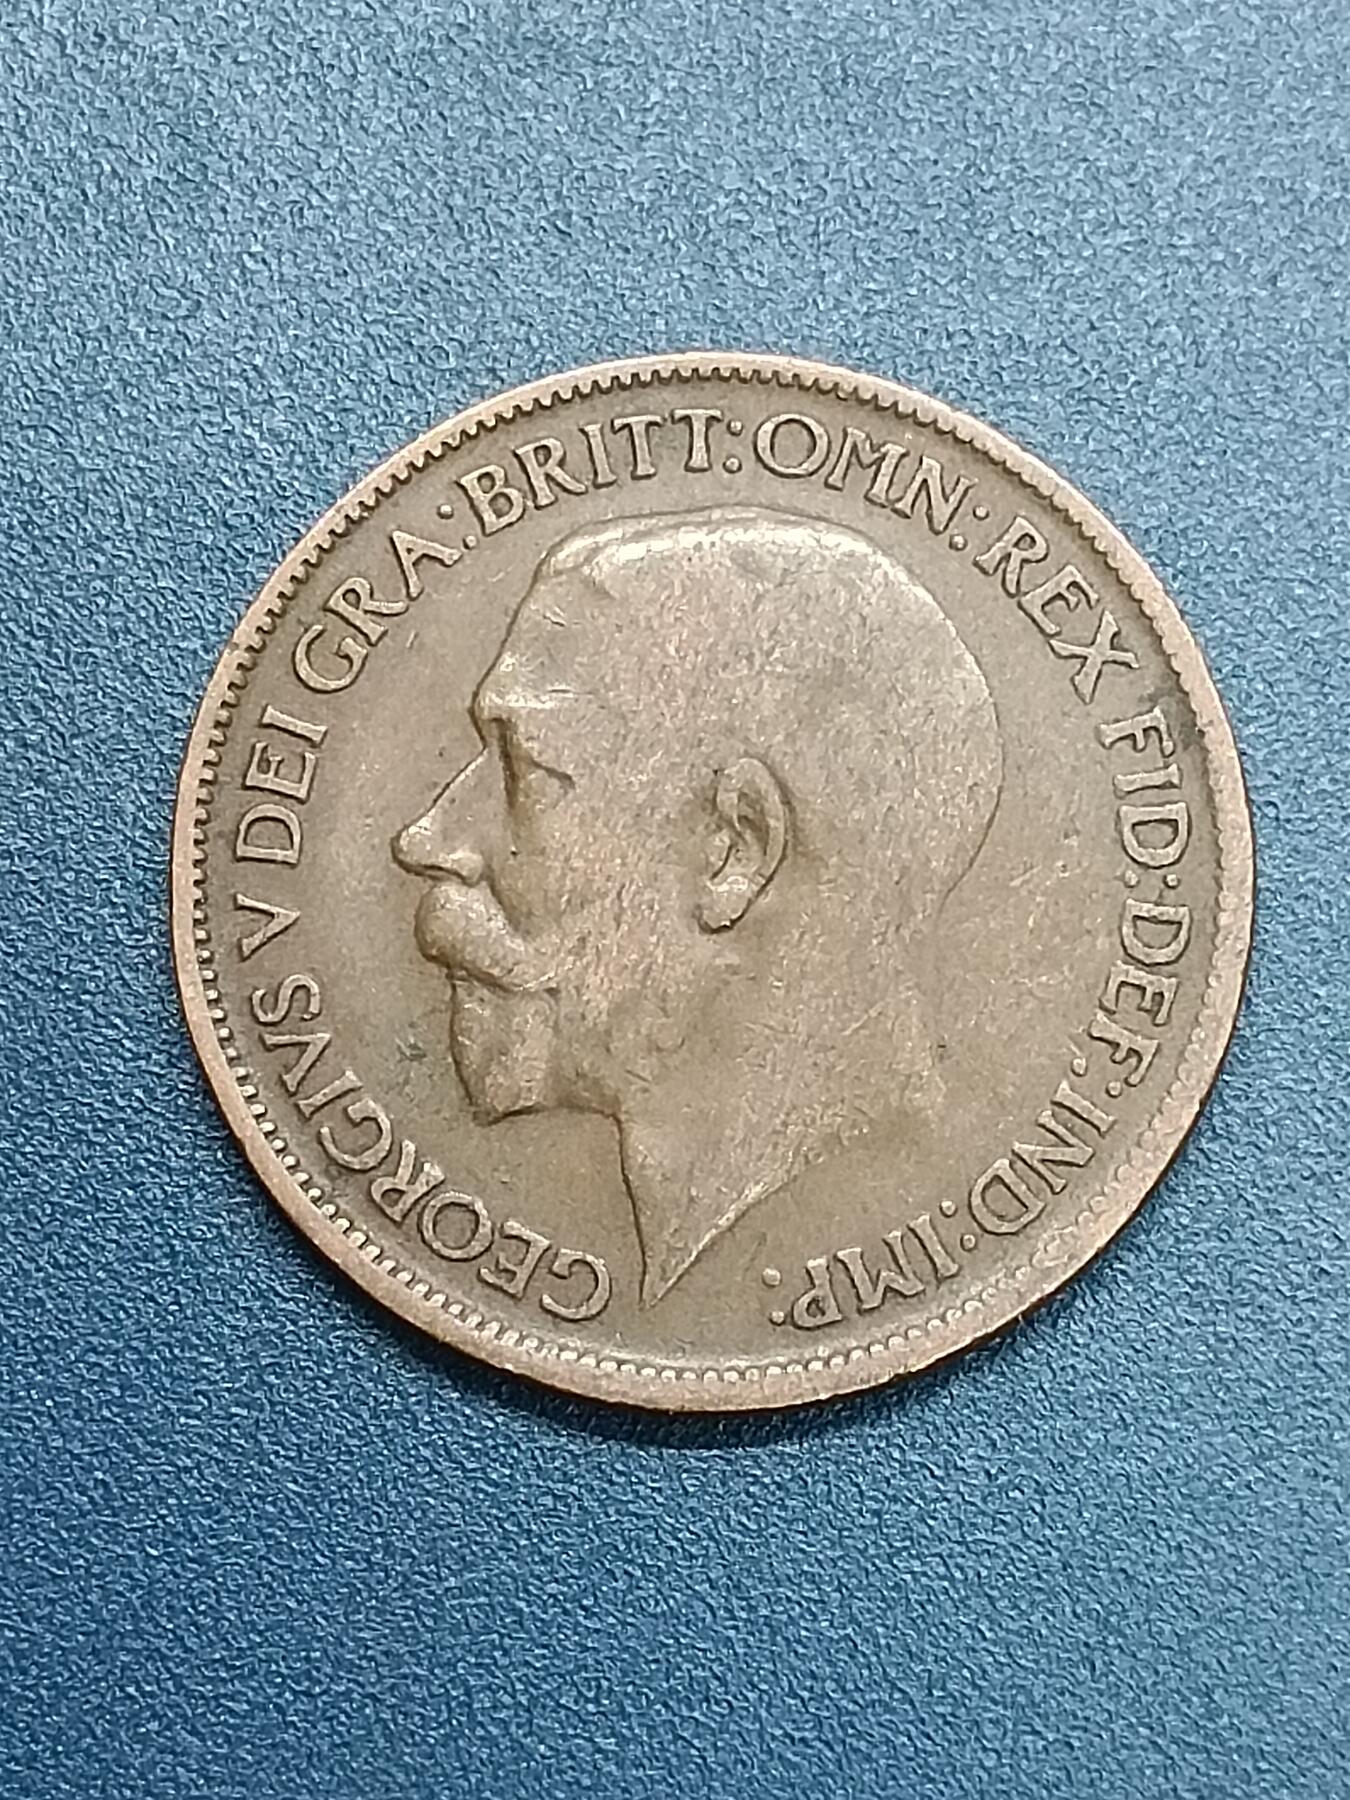 GEORGIVS V DEI GRA: BRITT: OMN: REX FID: DEF: IND: IMP: